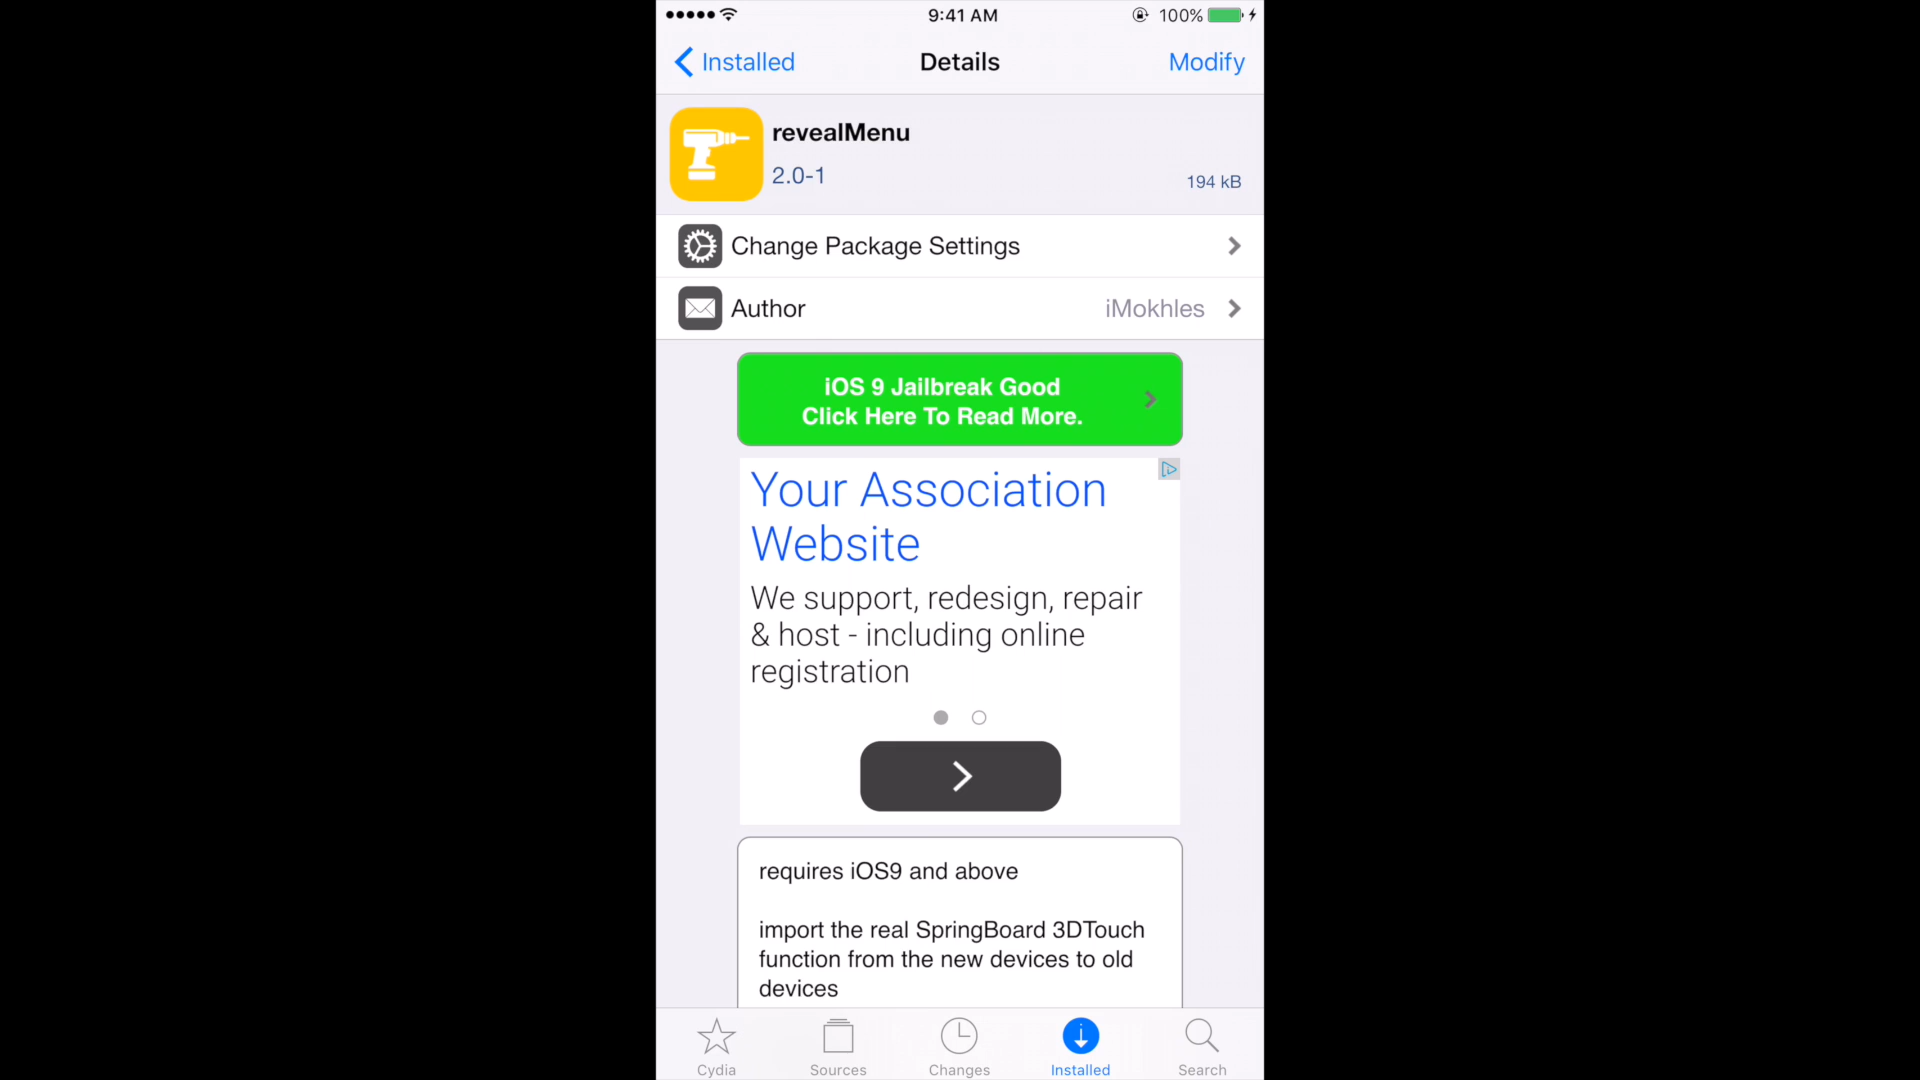 9:41 AM
100%
Installed
Details
Modify
revealMenu
2.0-1
194 kB
Change Package Settings
Author
iMokhles
iOS 9 Jailbreak Good
Click Here To Read More.
Your Association
Website
We support, redesign, repair
& host - including online
registration
requires iOS9 and above
import the real SpringBoard 3DTouch
function from the new devices to old
devices
Cydia
Sources
Changes
Installed
Search